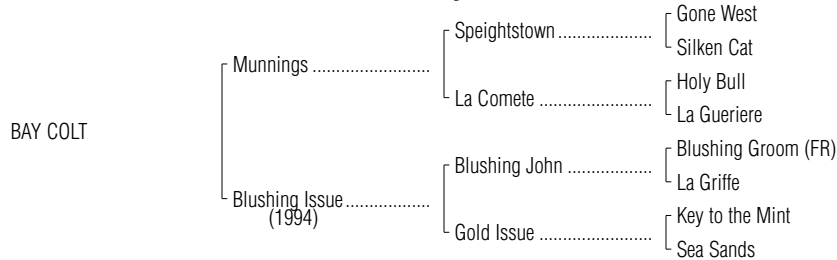 Gone West
Speightstown
Silken Cat
Munnings
Holy Bull
La Comete
La Gueriere
BAY COLT
Blushing Groom (FR)
Blushing John
La Griffe
Blushing Issue
(1994)
Key to the Mint
Gold Issue
Sea Sands